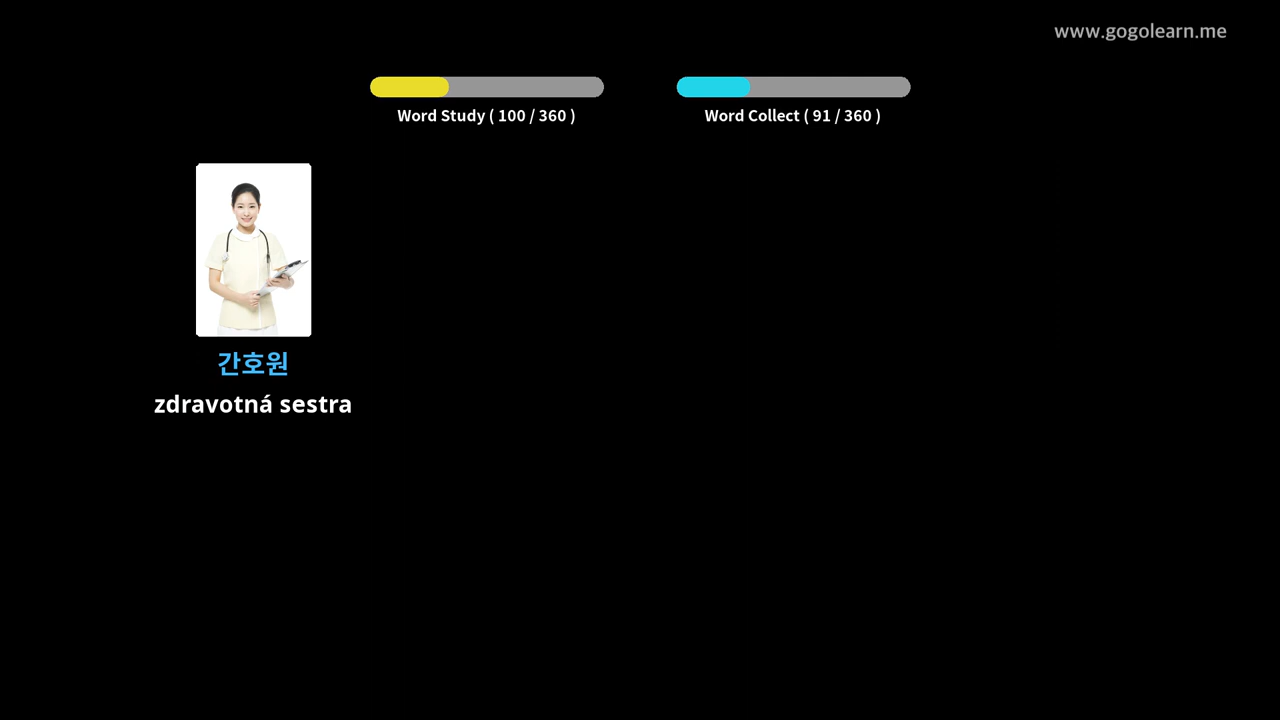 www.gogolearn.me
Word Study ( 100 / 360 )
Word Collect ( 91 / 360 )
간호원
zdravotná sestra